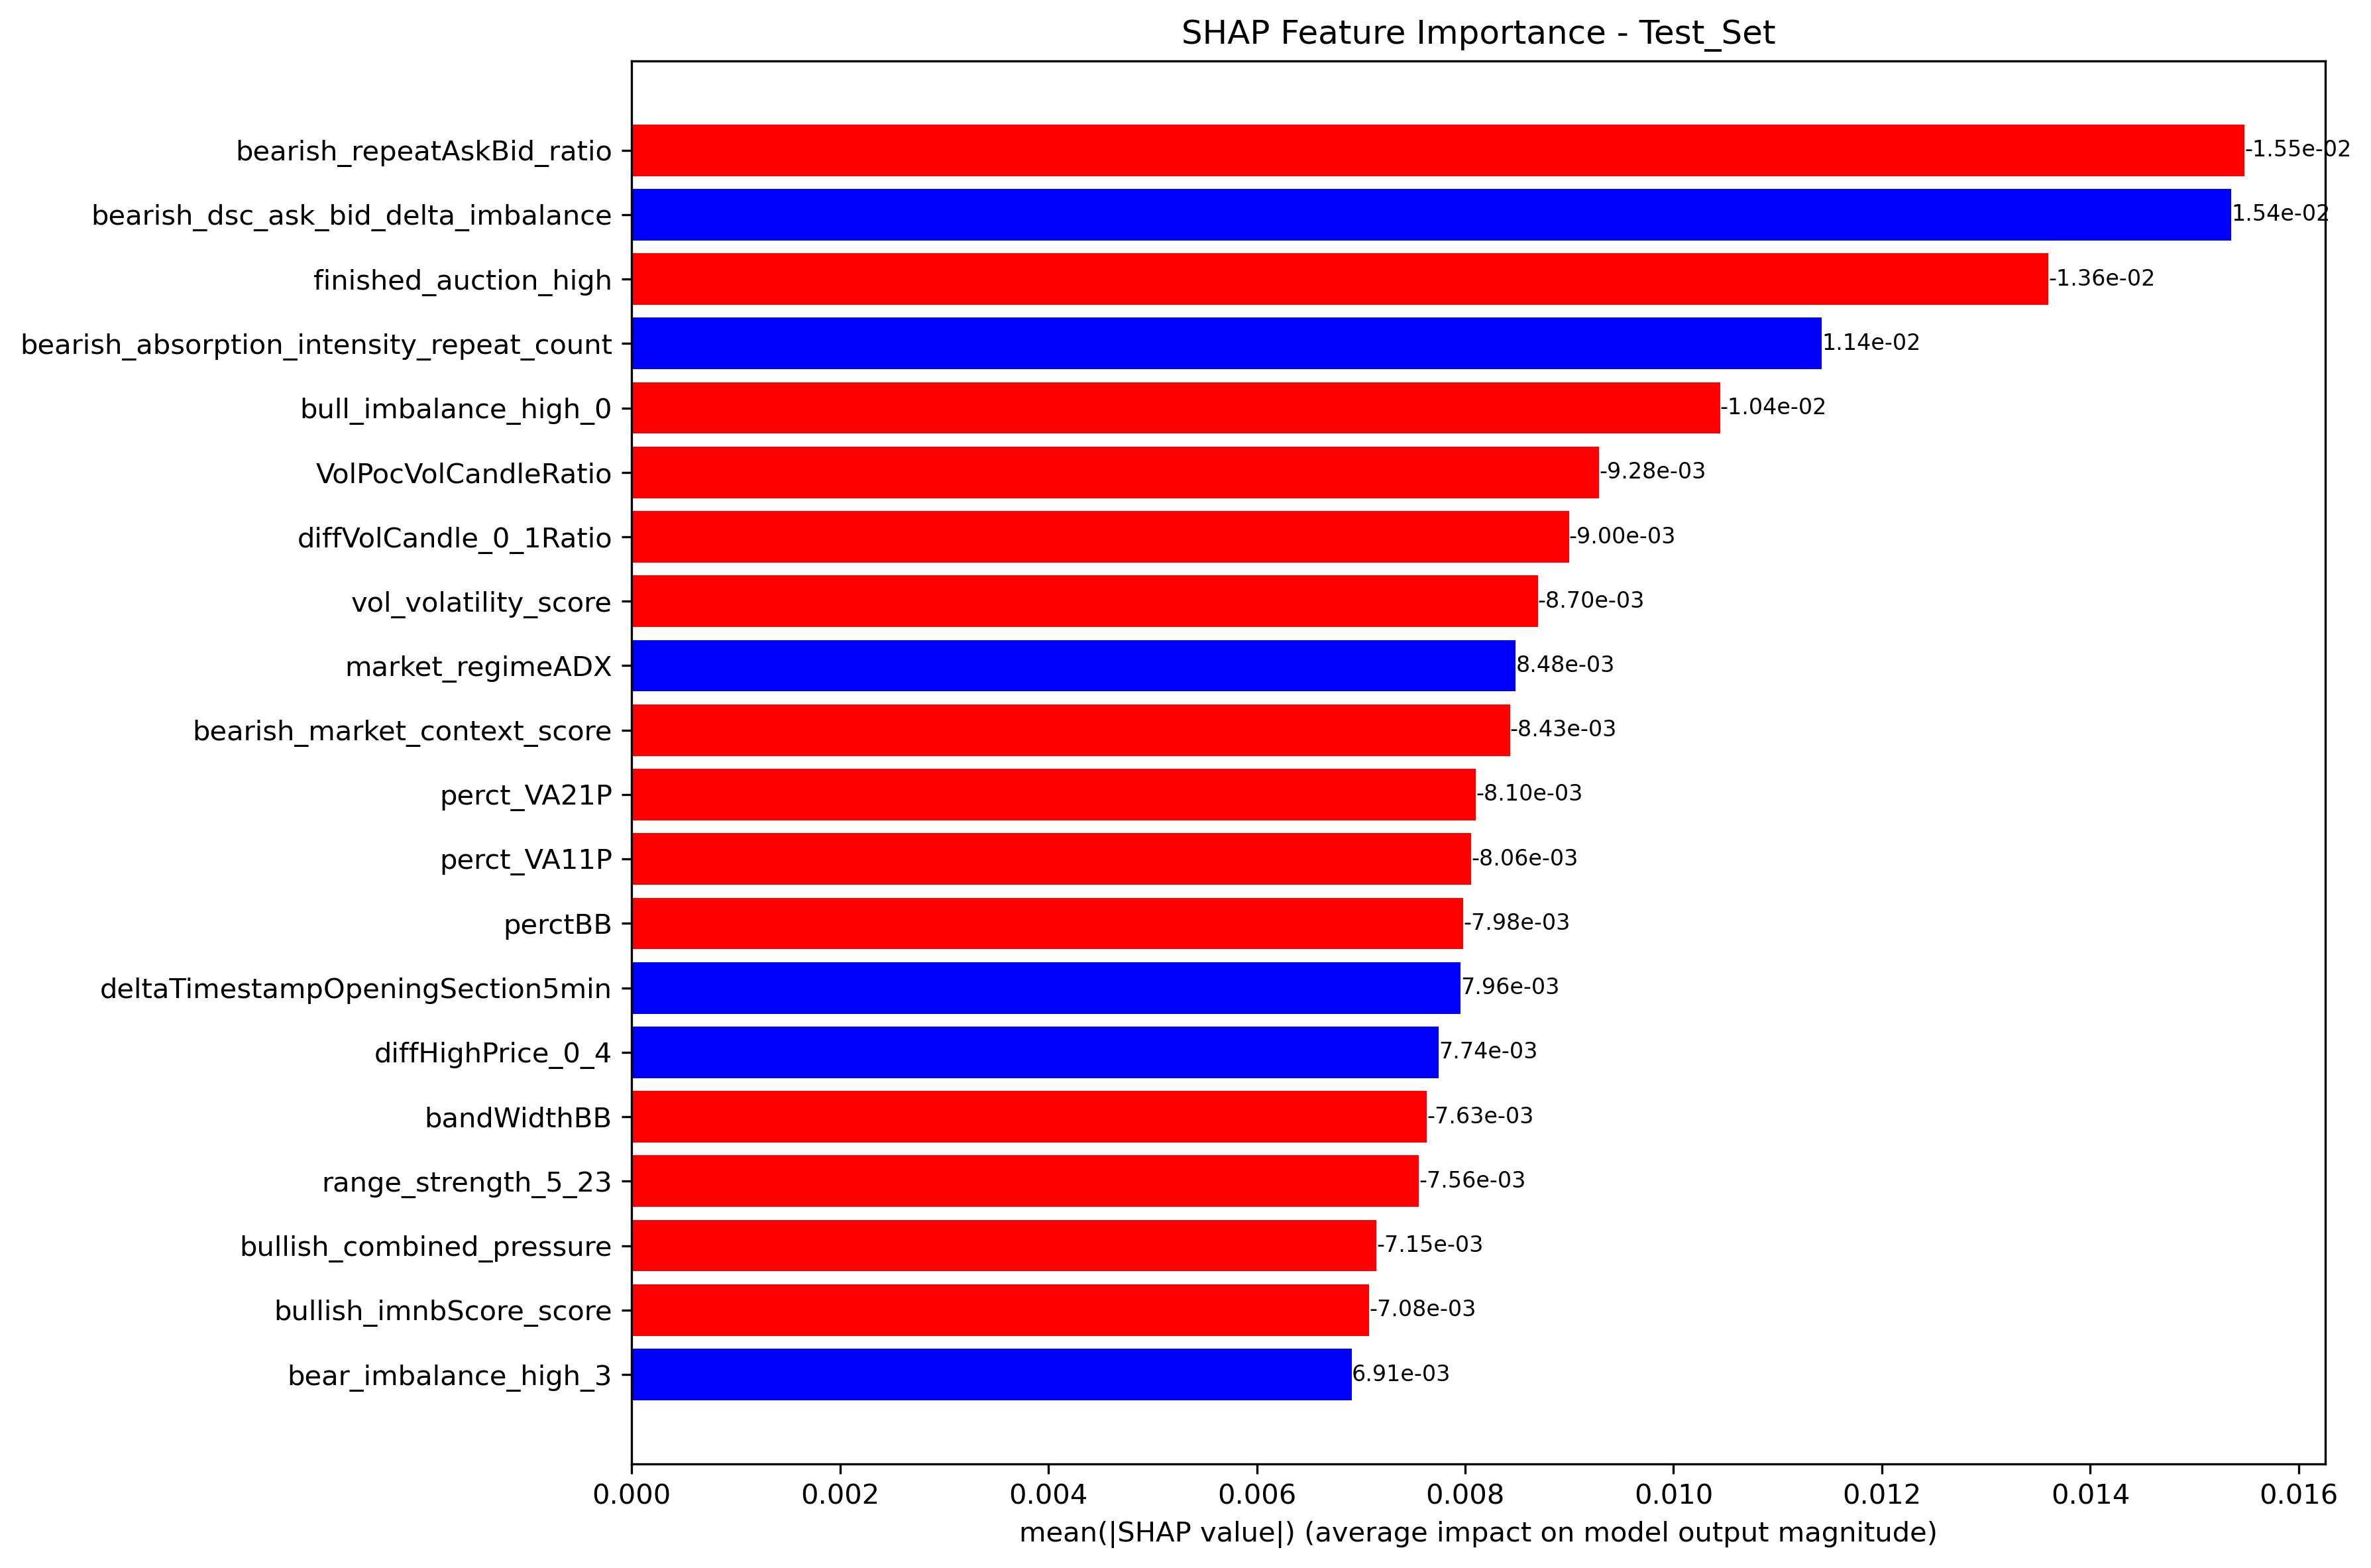 SHAP Feature Importance - Test_Set
bearish_repeatAskBid_ratio -1.55e-02
bearish_dsc_ask_bid_delta_imbalance 1.54e-02
finished_auction_high -1.36e-02
bearish_absorption_intensity_repeat_count 1.14e-02
bull_imbalance_high_0 -1.04e-02
VolPocVolCandleRatio -9.28e-03
diffVolCandle_0_1Ratio -9.00e-03
vol_volatility_score -8.70e-03
market_regimeADX 8.48e-03
bearish_market_context_score -8.43e-03
perct_VA21P -8.10e-03
perct_VA11P -8.06e-03
perctBB -7.98e-03
deltaTimestampOpeningSection5min 7.96e-03
diffHighPrice_0_4 7.74e-03
bandWidthBB -7.63e-03
range_strength_5_23 -7.56e-03
bullish_combined_pressure -7.15e-03
bullish_imnbScore_score -7.08e-03
bear_imbalance_high_3 6.91e-03
0.000 0.002 0.004 0.006 0.008 0.010 0.012 0.014 0.016
mean(|SHAP value|) (average impact on model output magnitude)